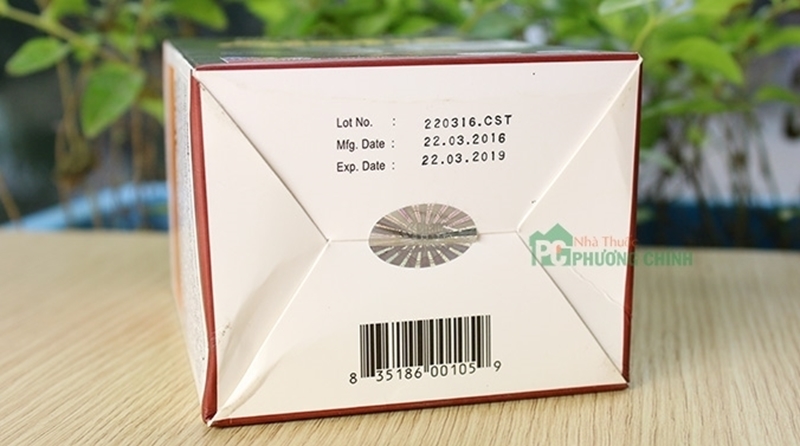 Lot No. : 220316.CST
Mfg. Date : 22.03.2016
Exp. Date : 22.03.2019
PC Nhà Thuốc
PHƯƠNG CHINH
8 35186 00105 9